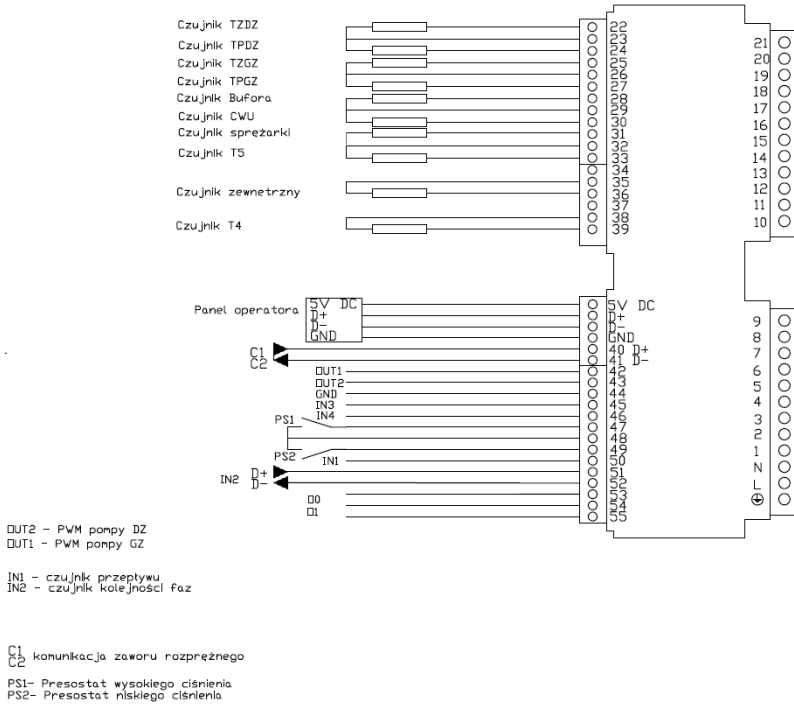 Czujnik TZDZ
Czujnik TPDZ
Czujnik TZGZ
Czujnik TPGZ
Czujnik Bufora
Czujnik CWU
Czujnik sprężarki
Czujnik T5
Czujnik zewnetrzny
Czujnik T4
22
23
24
25
26
27
28
29
30
31
32
33
34
35
36
37
38
39
21
20
19
18
17
16
15
14
13
12
11
10
Panel operatora
5V DC
D+
D-
GND
C1
C2
OUT1
OUT2
GND
IN3
IN4
PS1
PS2
IN1
IN2 D+
D-
O0
O1
5V DC
D+
D-
GND
40 D+
41 D-
42
43
44
45
46
47
48
49
50
51
52
53
54
55
9
8
7
6
5
4
3
2
1
N
L
OUT2 - PWM pompy DZ
OUT1 - PWM pompy GZ
IN1 - czujnik przepływu
IN2 - czujnik kolejności faz
C1
C2 komunikacja zaworu rozprężnego
PS1- Presostat wysokiego ciśnienia
PS2- Presostat niskiego ciśnienia